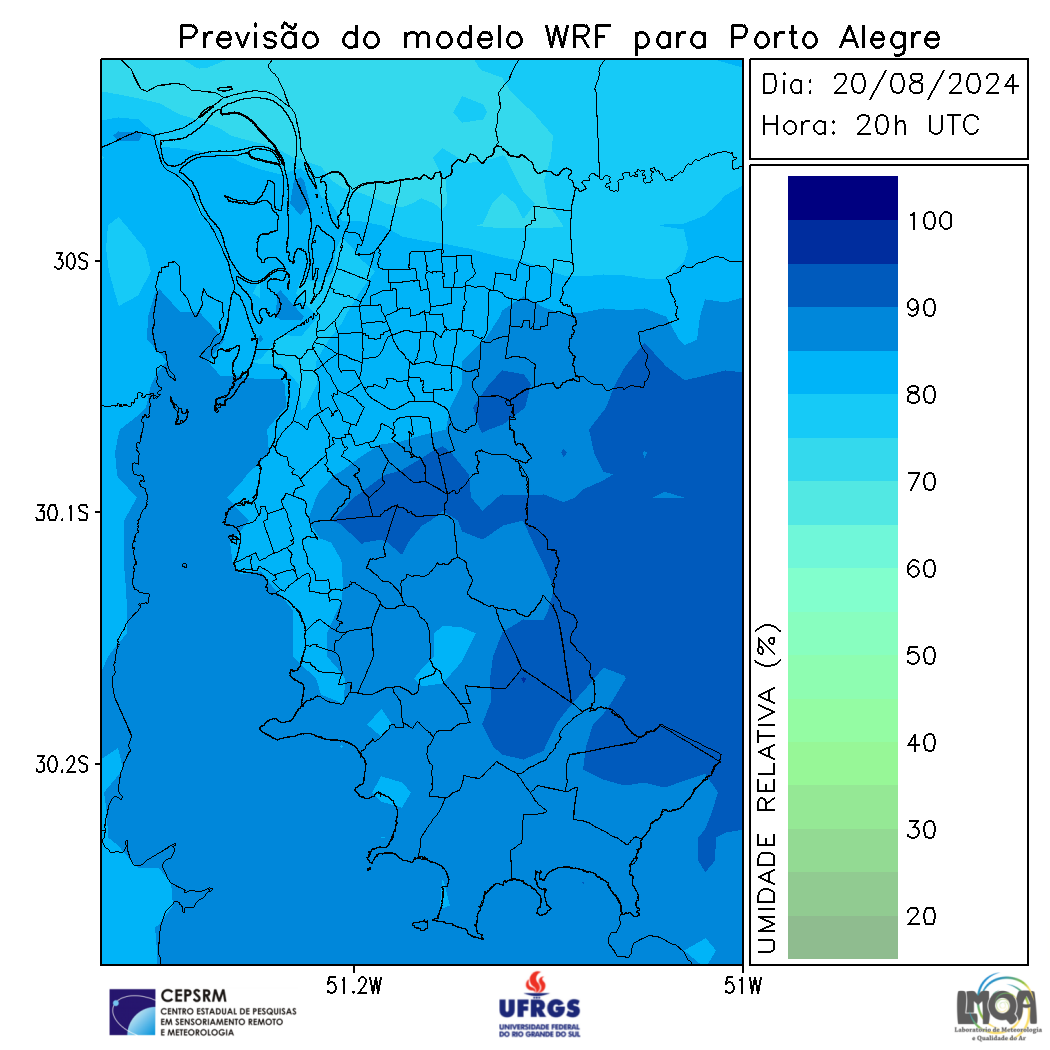 Previsão do modelo WRF para Porto Alegre
Dia: 20/08/2024
Hora: 20h UTC
30S
30.1S
30.2S
51.2W
51W
100
90
80
70
60
50
40
30
20
UMIDADE RELATIVA (%)
CEPSRM
CENTRO ESTADUAL DE PESQUISAS
EM SENSORIAMENTO REMOTO
E METEOROLOGIA
UFRGS
UNIVERSIDADE FEDERAL
DO RIO GRANDE DO SUL
LMQA
Laboratório de Meteorologia
e Qualidade do Ar